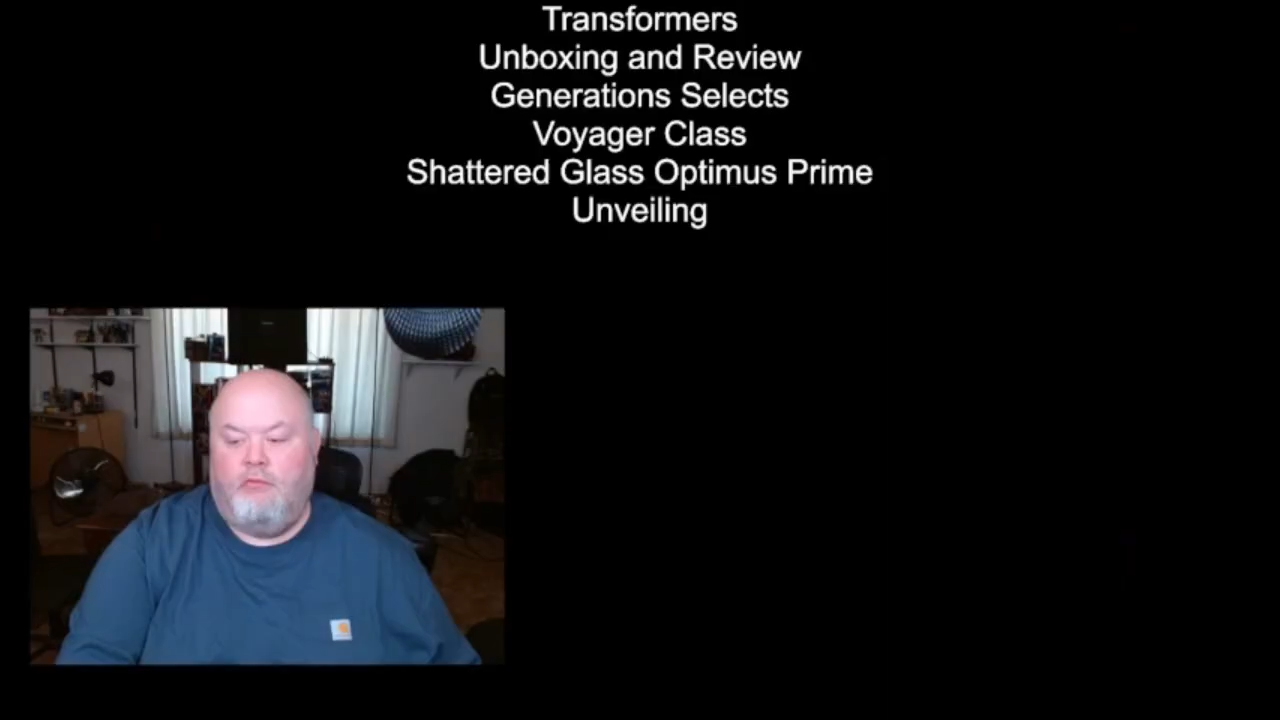 Transformers
Unboxing and Review
Generations Selects
Voyager Class
Shattered Glass Optimus Prime
Unveiling